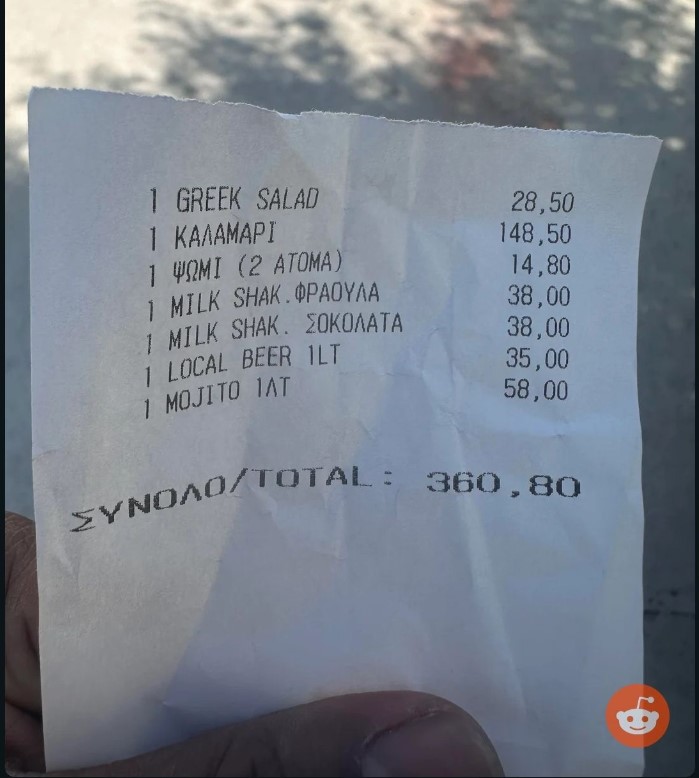 1 GREEK SALAD 28,50
1 ΚΑΛΑΜΑΡΙ 148,50
1 ΨΩΜΙ (2 ΑΤΟΜΑ) 14,80
1 MILK SHAK.ΦΡΑΟΥΛΑ 38,00
1 MILK SHAK. ΣΟΚΟΛΑΤΑ 38,00
1 LOCAL BEER 1LT 35,00
1 MOJITO 1ΛΤ 58,00
ΣΥΝΟΛΟ/TOTAL: 360,80